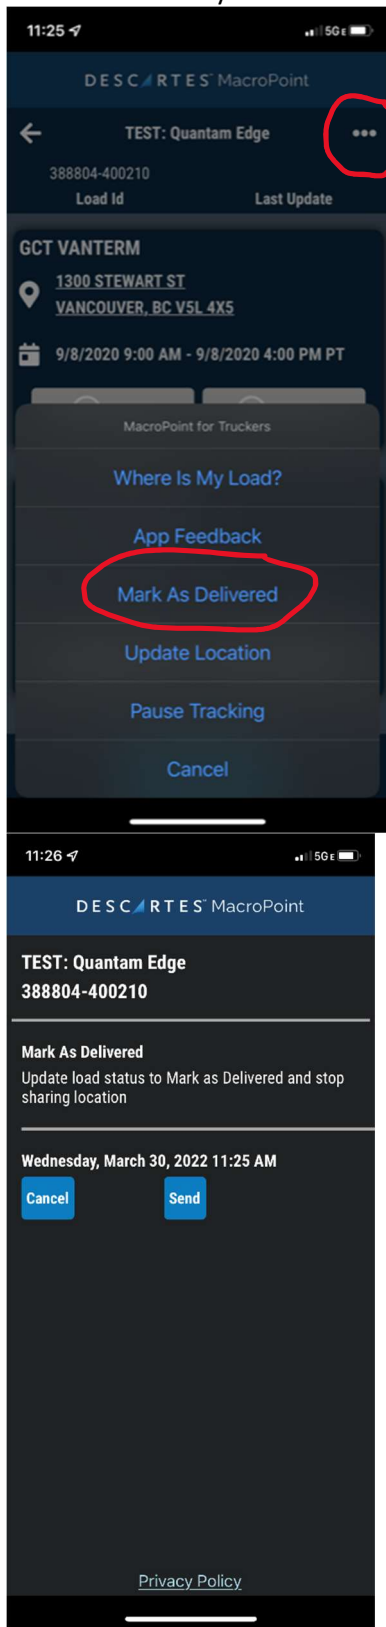 11:25
5G E
DESCARTES™ MacroPoint
TEST: Quantam Edge
388804-400210
Load Id Last Update
GCT VANTERM
1300 STEWART ST
VANCOUVER, BC V5L 4X5
9/8/2020 9:00 AM - 9/8/2020 4:00 PM PT
MacroPoint for Truckers
Where Is My Load?
App Feedback
Mark As Delivered
Update Location
Pause Tracking
Cancel
11:26
5G E
DESCARTES™ MacroPoint
TEST: Quantam Edge
388804-400210
Mark As Delivered
Update load status to Mark as Delivered and stop
sharing location
Wednesday, March 30, 2022 11:25 AM
Cancel Send
Privacy Policy